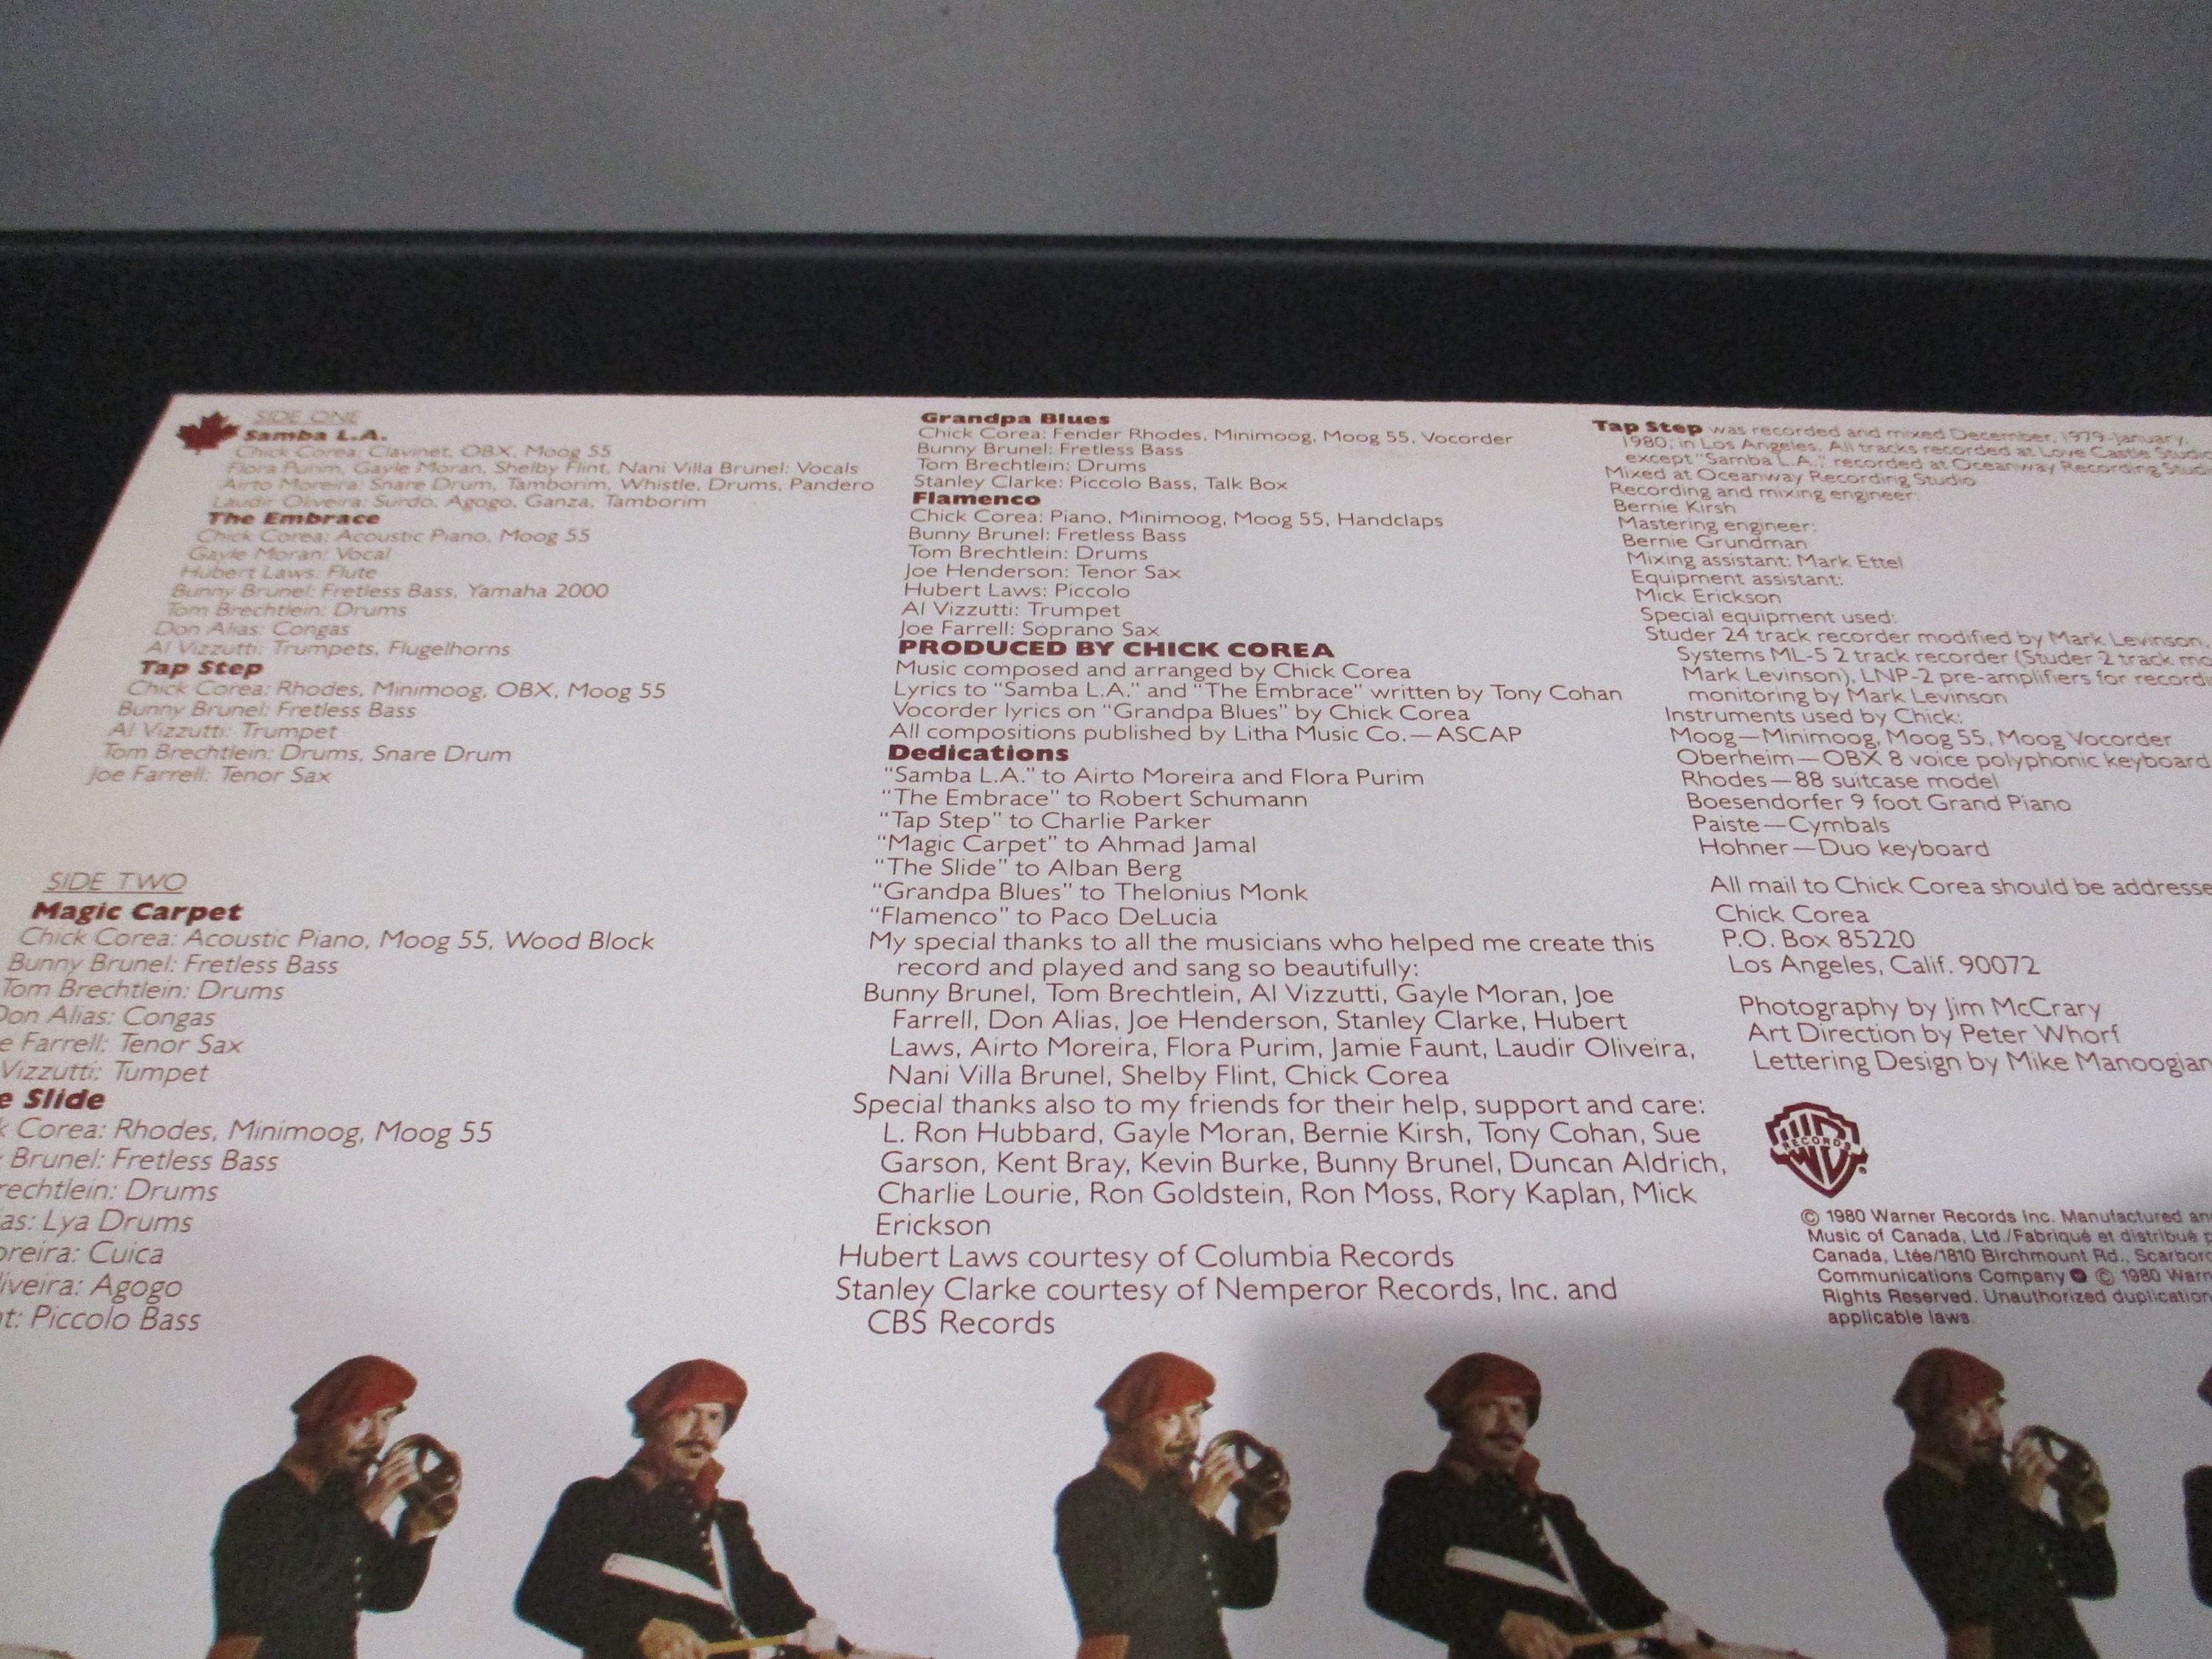 SIDE ONE
Samba L.A.
Chick Corea: Clavinet, OBX, Moog 55
Flora Purim, Gayle Moran, Shelby Flint, Nani Villa Brunel: Vocals
Airto Moreira: Snare Drum, Tamborim, Whistle, Drums, Pandero
Laudir Oliveira: Surdo, Agogo, Ganza, Tamborim
The Embrace
Chick Corea: Acoustic Piano, Moog 55
Gayle Moran: Vocal
Hubert Laws: Flute
Bunny Brunel: Fretless Bass, Yamaha 2000
Tom Brechtlein: Drums
Don Alias: Congas
Al Vizzutti: Trumpets, Flugelhorns
Tap Step
Chick Corea: Rhodes, Minimoog, OBX, Moog 55
Bunny Brunel: Fretless Bass
Al Vizzutti: Trumpet
Tom Brechtlein: Drums, Snare Drum
Joe Farrell: Tenor Sax
SIDE TWO
Magic Carpet
Chick Corea: Acoustic Piano, Moog 55, Wood Block
Bunny Brunel: Fretless Bass
Tom Brechtlein: Drums
Don Alias: Congas
e Farrell: Tenor Sax
Vizzutti: Tumpet
e Slide
k Corea: Rhodes, Minimoog, Moog 55
Brunel: Fretless Bass
rechtlein: Drums
as: Lya Drums
oreira: Cuica
liveira: Agogo
nt: Piccolo Bass
Grandpa Blues
Chick Corea: Fender Rhodes, Minimoog, Moog 55, Vocorder
Bunny Brunel: Fretless Bass
Tom Brechtlein: Drums
Stanley Clarke: Piccolo Bass, Talk Box
Flamenco
Chick Corea: Piano, Minimoog, Moog 55, Handclaps
Bunny Brunel: Fretless Bass
Tom Brechtlein: Drums
Joe Henderson: Tenor Sax
Hubert Laws: Piccolo
Al Vizzutti: Trumpet
Joe Farrell: Soprano Sax
PRODUCED BY CHICK COREA
Music composed and arranged by Chick Corea
Lyrics to "Samba L.A." and "The Embrace" written by Tony Cohan
Vocorder lyrics on "Grandpa Blues" by Chick Corea
All compositions published by Litha Music Co.—ASCAP
Dedications
"Samba L.A." to Airto Moreira and Flora Purim
"The Embrace" to Robert Schumann
"Tap Step" to Charlie Parker
"Magic Carpet" to Ahmad Jamal
"The Slide" to Alban Berg
"Grandpa Blues" to Thelonius Monk
"Flamenco" to Paco DeLucia
My special thanks to all the musicians who helped me create this
record and played and sang so beautifully:
Bunny Brunel, Tom Brechtlein, Al Vizzutti, Gayle Moran, Joe
Farrell, Don Alias, Joe Henderson, Stanley Clarke, Hubert
Laws, Airto Moreira, Flora Purim, Jamie Faunt, Laudir Oliveira,
Nani Villa Brunel, Shelby Flint, Chick Corea
Special thanks also to my friends for their help, support and care:
L. Ron Hubbard, Gayle Moran, Bernie Kirsh, Tony Cohan, Sue
Garson, Kent Bray, Kevin Burke, Bunny Brunel, Duncan Aldrich,
Charlie Lourie, Ron Goldstein, Ron Moss, Rory Kaplan, Mick
Erickson
Hubert Laws courtesy of Columbia Records
Stanley Clarke courtesy of Nemperor Records, Inc. and
CBS Records
Tap Step was recorded and mixed December, 1979-January,
1980; in Los Angeles. All tracks recorded at Love Castle Studio
except "Samba L.A.", recorded at Oceanway Recording Stud
Mixed at Oceanway Recording Studio
Recording and mixing engineer:
Bernie Kirsh
Mastering engineer:
Bernie Grundman
Mixing assistant: Mark Ettel
Equipment assistant:
Mick Erickson
Special equipment used:
Studer 24 track recorder modified by Mark Levinson,
Systems ML-5 2 track recorder (Studer 2 track mo
Mark Levinson), LNP-2 pre-amplifiers for recordi
monitoring by Mark Levinson
Instruments used by Chick:
Moog—Minimoog, Moog 55, Moog Vocorder
Oberheim—OBX 8 voice polyphonic keyboard
Rhodes—88 suitcase model
Boesendorfer 9 foot Grand Piano
Paiste—Cymbals
Hohner—Duo keyboard
All mail to Chick Corea should be addresse
Chick Corea
P.O. Box 85220
Los Angeles, Calif. 90072
Photography by Jim McCrary
Art Direction by Peter Whorf
Lettering Design by Mike Manoogian
RECORDS
© 1980 Warner Records Inc. Manufactured an
Music of Canada, Ltd./Fabriqué et distribué p
Canada, Ltée/1810 Birchmount Rd., Scarboro
Communications Company © 1980 Warn
Rights Reserved. Unauthorized duplication
applicable laws.